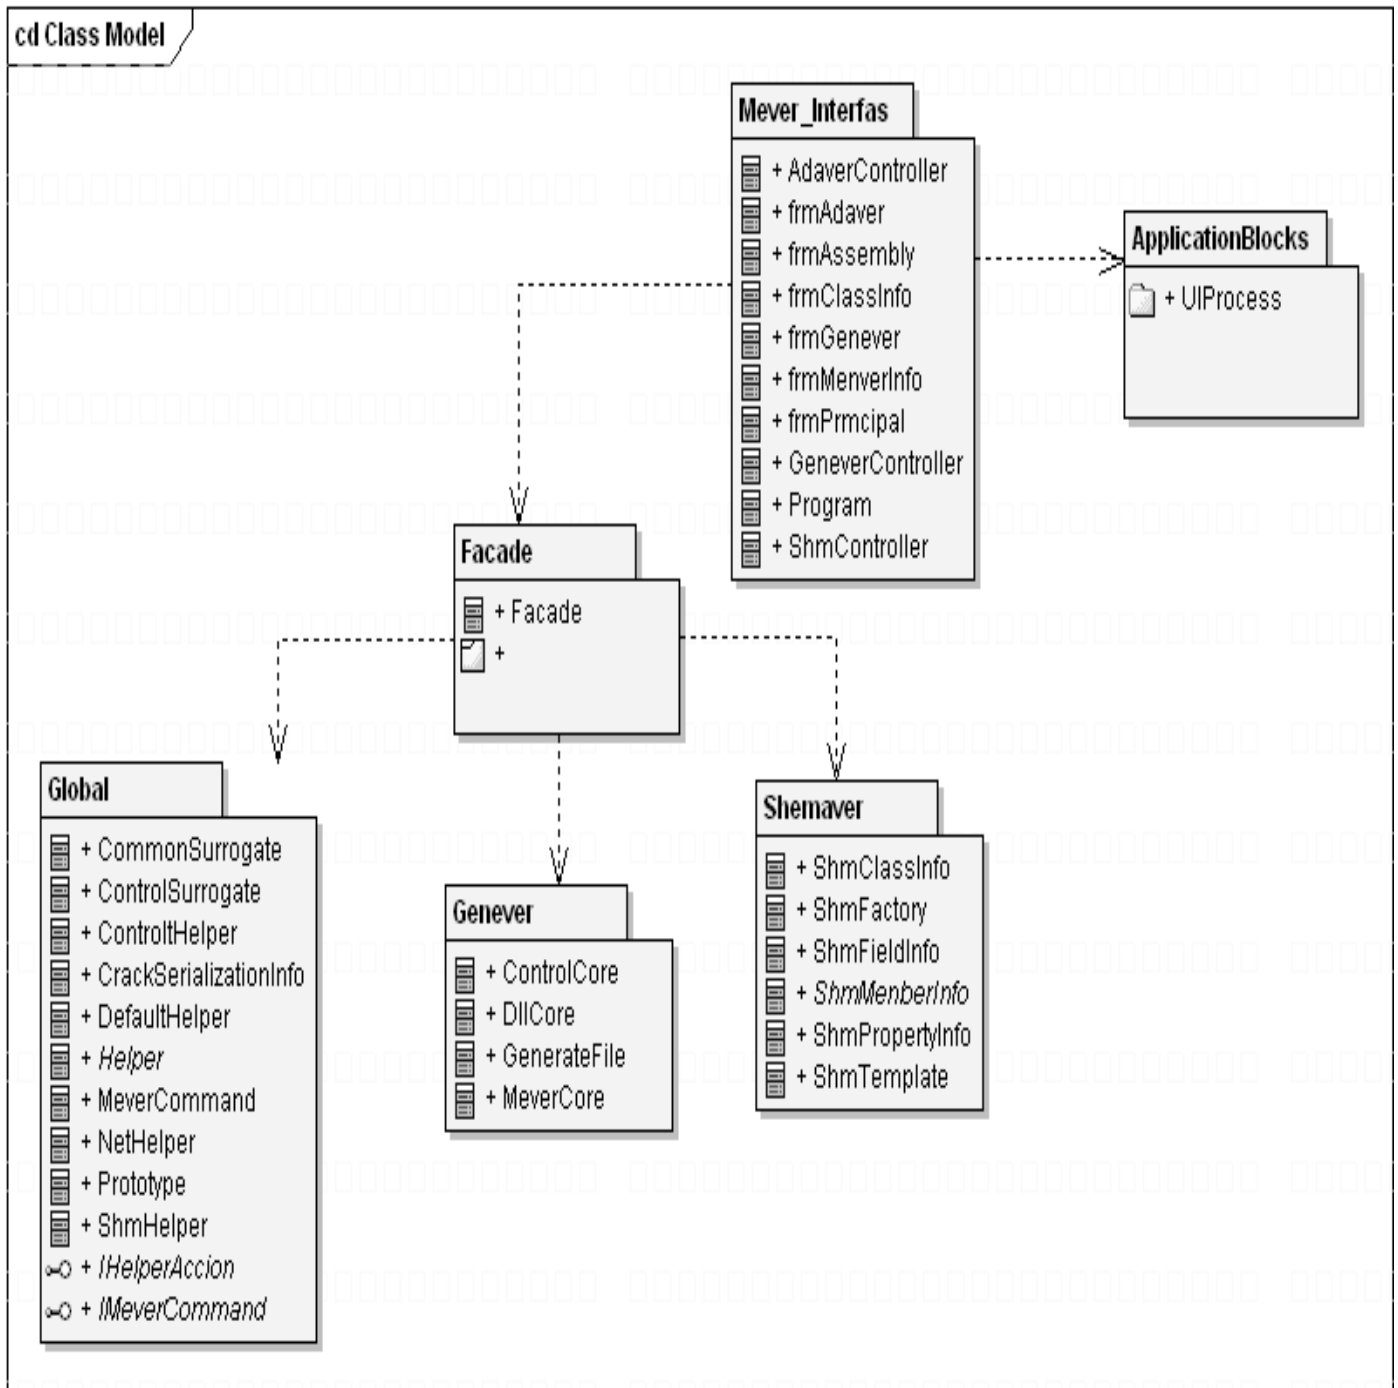 cd Class Model
Mever_Interfas
+ AdaverController
+ frmAdaver
+ frmAssembly
+ frmClassInfo
+ frmGenever
+ frmMenverInfo
+ frmPrmcipal
+ GeneverController
+ Program
+ ShmController
ApplicationBlocks
+ UIProcess
Facade
+ Facade
+
Global
+ CommonSurrogate
+ ControlSurrogate
+ ControltHelper
+ CrackSerializationInfo
+ DefaultHelper
+ Helper
+ MeverCommand
+ NetHelper
+ Prototype
+ ShmHelper
+ IHelperAccion
+ IMeverCommand
Genever
+ ControlCore
+ DllCore
+ GenerateFile
+ MeverCore
Shemaver
+ ShmClassInfo
+ ShmFactory
+ ShmFieldInfo
+ ShmMenberInfo
+ ShmPropertyInfo
+ ShmTemplate